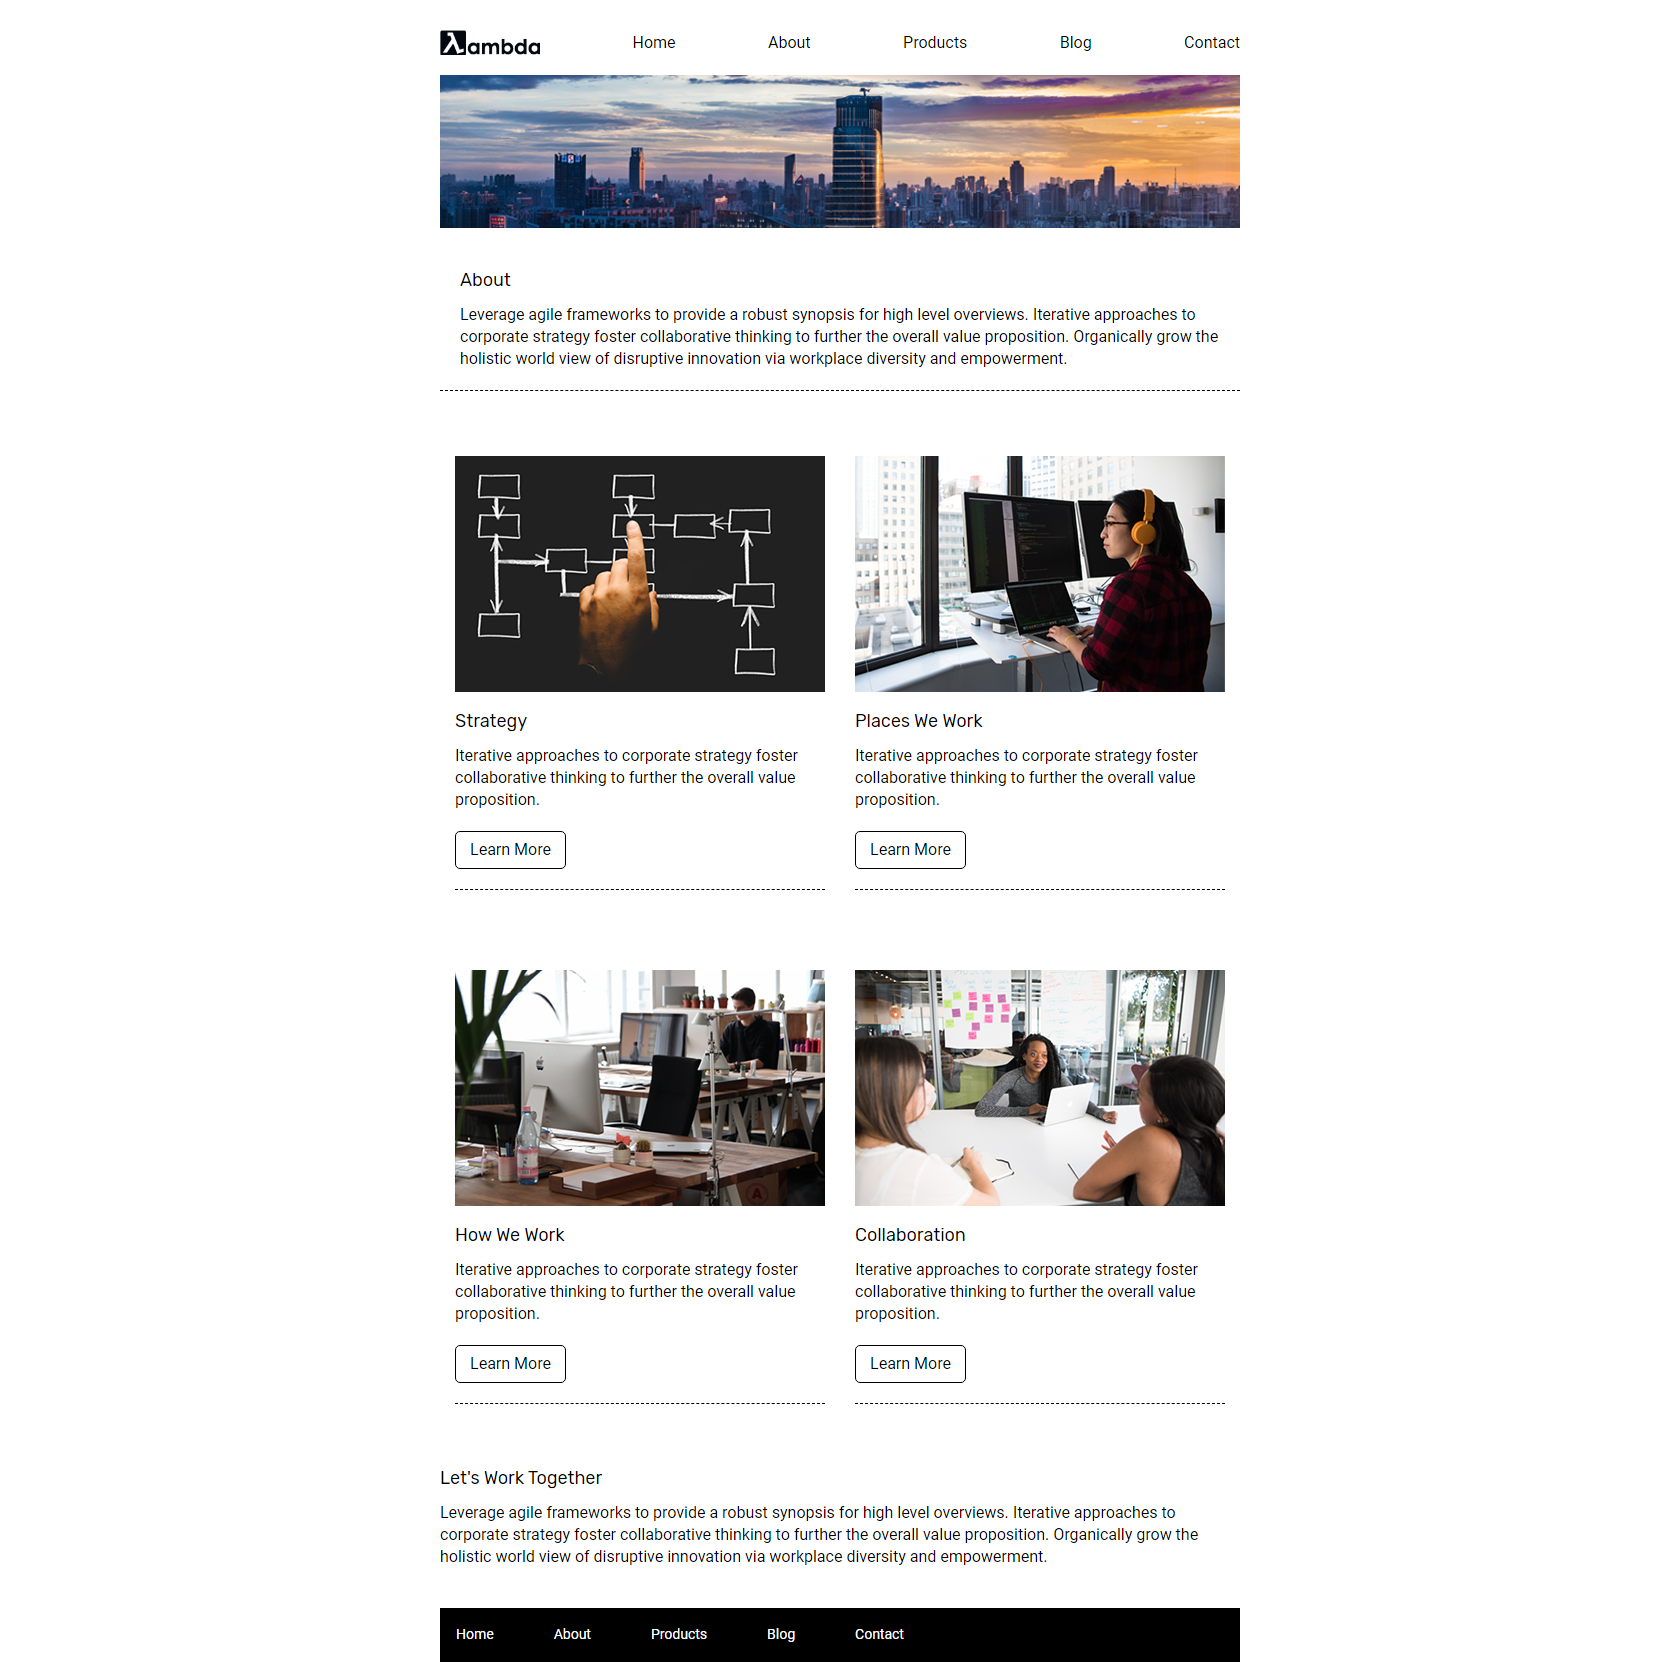 λambda
Home About Products Blog Contact
About
Leverage agile frameworks to provide a robust synopsis for high level overviews. Iterative approaches to
corporate strategy foster collaborative thinking to further the overall value proposition. Organically grow the
holistic world view of disruptive innovation via workplace diversity and empowerment.
Strategy
Iterative approaches to corporate strategy foster
collaborative thinking to further the overall value
proposition.
Learn More
Places We Work
Iterative approaches to corporate strategy foster
collaborative thinking to further the overall value
proposition.
Learn More
How We Work
Iterative approaches to corporate strategy foster
collaborative thinking to further the overall value
proposition.
Learn More
Collaboration
Iterative approaches to corporate strategy foster
collaborative thinking to further the overall value
proposition.
Learn More
Let's Work Together
Leverage agile frameworks to provide a robust synopsis for high level overviews. Iterative approaches to
corporate strategy foster collaborative thinking to further the overall value proposition. Organically grow the
holistic world view of disruptive innovation via workplace diversity and empowerment.
Home About Products Blog Contact